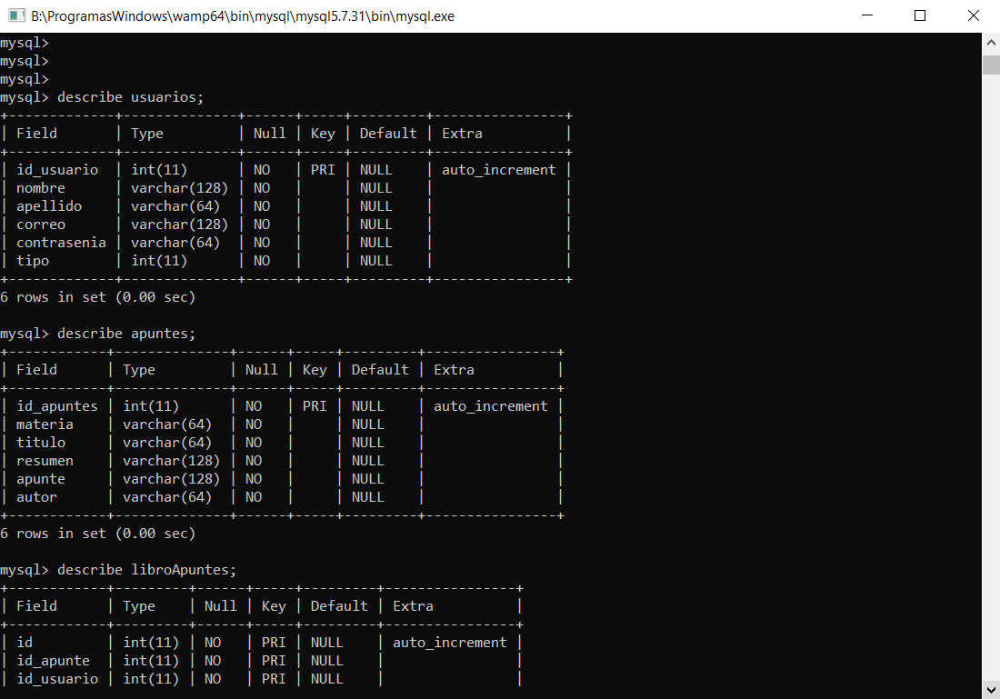 B:\ProgramasWindows\wamp64\bin\mysql\mysql5.7.31\bin\mysql.exe
mysql>
mysql>
mysql>
mysql> describe usuarios;
+-------------+--------------+------+-----+---------+----------------+
| Field       | Type         | Null | Key | Default | Extra          |
+-------------+--------------+------+-----+---------+----------------+
| id_usuario  | int(11)      | NO   | PRI | NULL    | auto_increment |
| nombre      | varchar(128) | NO   |     | NULL    |                |
| apellido    | varchar(64)  | NO   |     | NULL    |                |
| correo      | varchar(128) | NO   |     | NULL    |                |
| contrasenia | varchar(64)  | NO   |     | NULL    |                |
| tipo        | int(11)      | NO   |     | NULL    |                |
+-------------+--------------+------+-----+---------+----------------+
6 rows in set (0.00 sec)

mysql> describe apuntes;
+------------+--------------+------+-----+---------+----------------+
| Field      | Type         | Null | Key | Default | Extra          |
+------------+--------------+------+-----+---------+----------------+
| id_apuntes | int(11)      | NO   | PRI | NULL    | auto_increment |
| materia    | varchar(64)  | NO   |     | NULL    |                |
| titulo     | varchar(64)  | NO   |     | NULL    |                |
| resumen    | varchar(128) | NO   |     | NULL    |                |
| apunte     | varchar(128) | NO   |     | NULL    |                |
| autor      | varchar(64)  | NO   |     | NULL    |                |
+------------+--------------+------+-----+---------+----------------+
6 rows in set (0.00 sec)

mysql> describe libroApuntes;
+------------+---------+------+-----+---------+----------------+
| Field      | Type    | Null | Key | Default | Extra          |
+------------+---------+------+-----+---------+----------------+
| id         | int(11) | NO   | PRI | NULL    | auto_increment |
| id_apunte  | int(11) | NO   | PRI | NULL    |                |
| id_usuario | int(11) | NO   | PRI | NULL    |                |